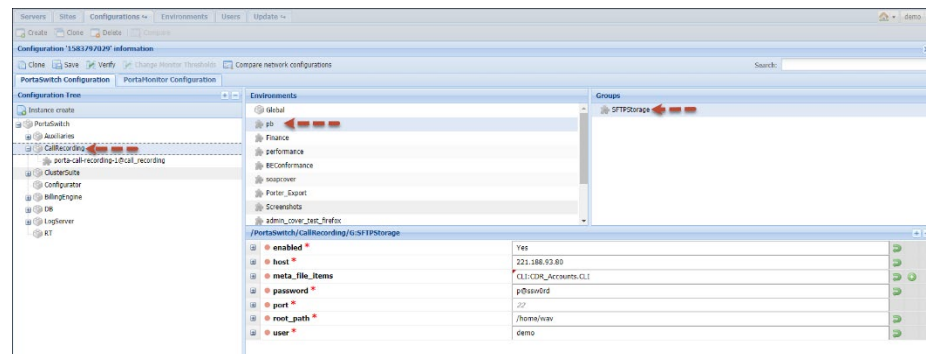 Servers Sites Configurations Environments Users Update demo
Create Clone Delete Compare
Configuration '1583797029' information
Clone Save Verify Change Monitor Thresholds Compare network configurations Search:
PortaSwitch Configuration PortaMonitor Configuration
Configuration Tree Environments Groups
Instance create Global SFTPStorage
PortaSwitch pb
Auxiliaries Finance
CallRecording performance
porta-call-recording-1@call_recording BEConformance
ClusterSuite soapcover
Configurator Porter_Export
BillingEngine Screenshots
DB admin_cover_test_firefox
LogServer /PortaSwitch/CallRecording/G:SFTPStorage
RT enabled * Yes
host * 221.188.93.80
meta_file_items CLI:CDR_Accounts.CLI
password * p@ssw0rd
port * 22
root_path * /home/wav
user * demo